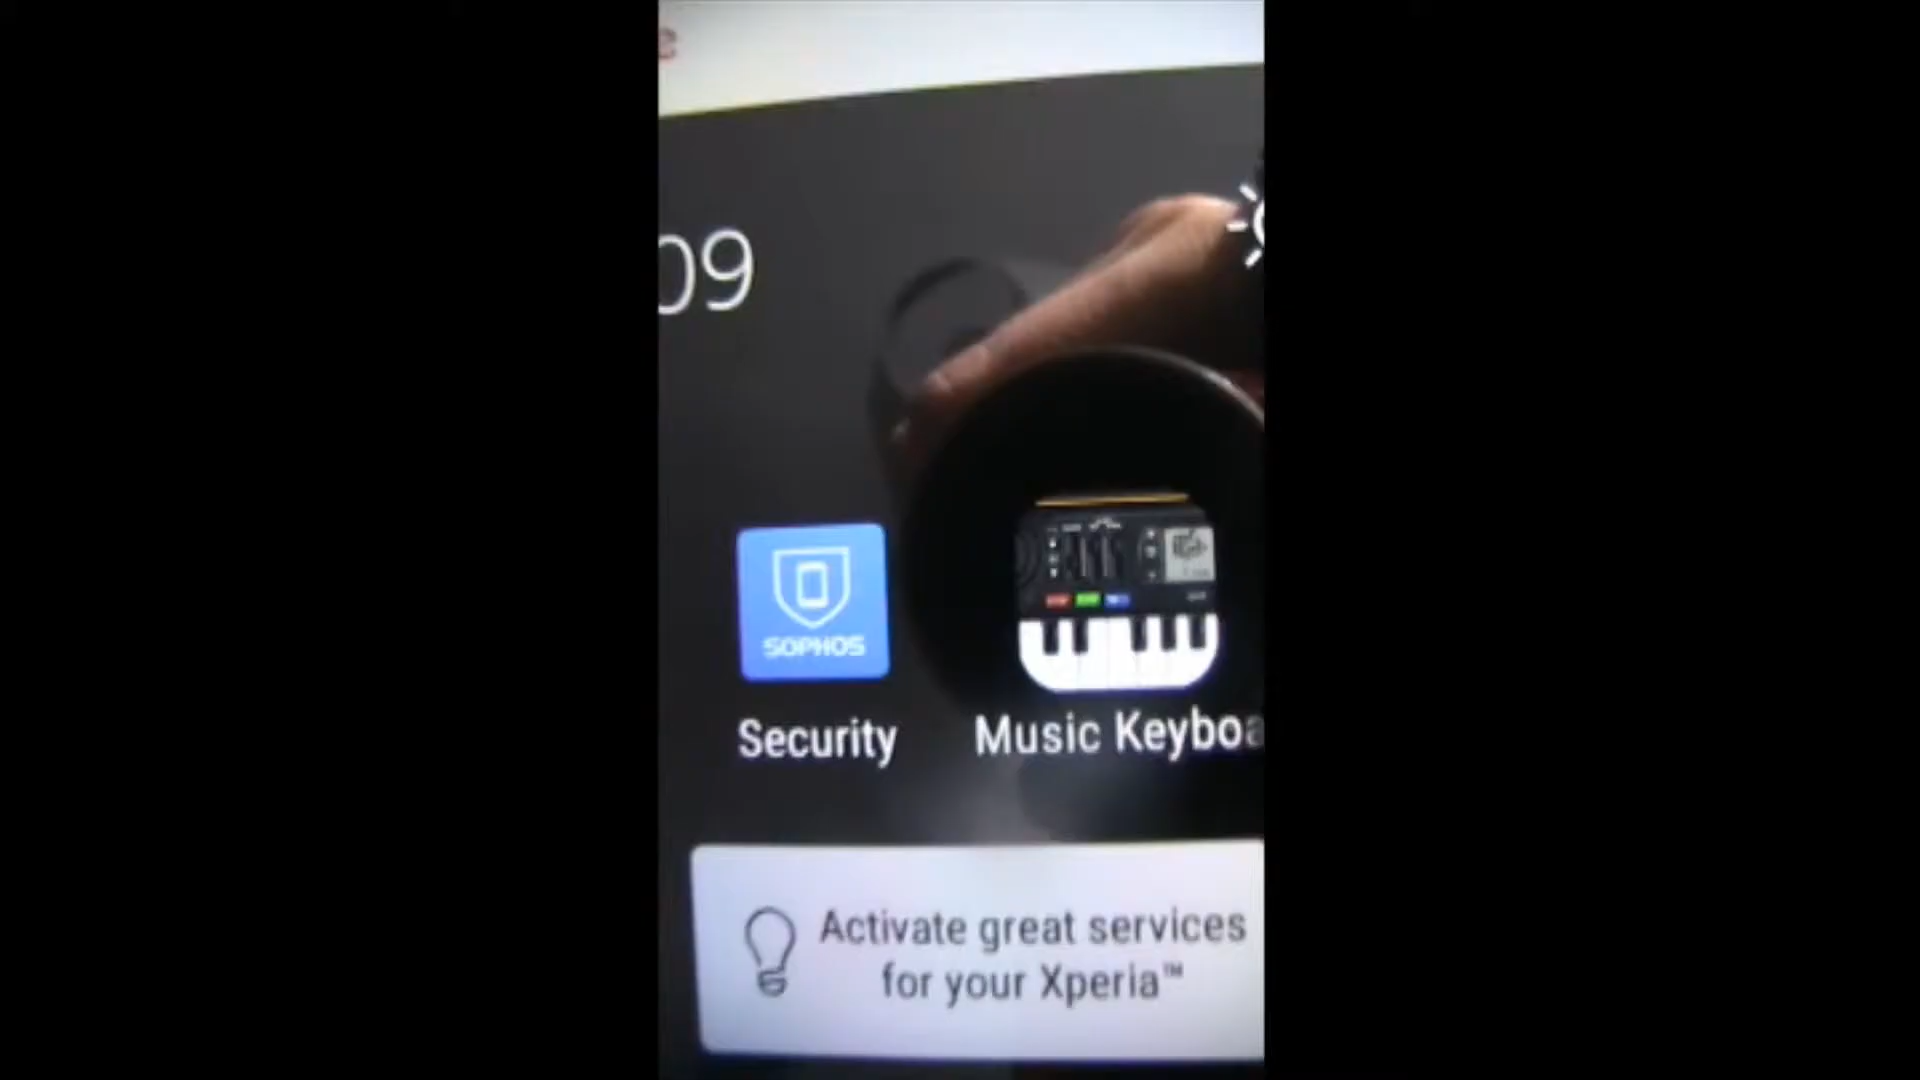 e
09
SOPHOS
Security
Music Keyboa
Activate great services
for your Xperia™